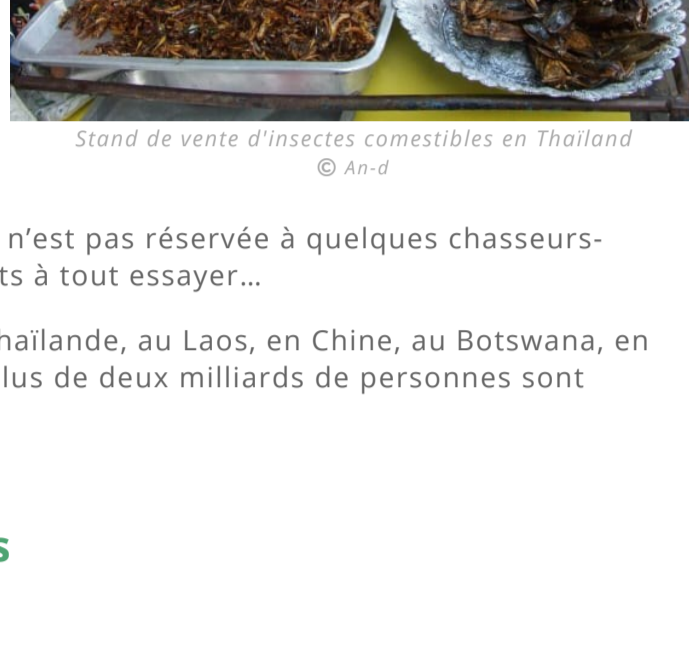 Stand de vente d'insectes comestibles en Thaïland
© An-d
n’est pas réservée à quelques chasseurs-
ts à tout essayer…
haïlande, au Laos, en Chine, au Botswana, en
lus de deux milliards de personnes sont
s